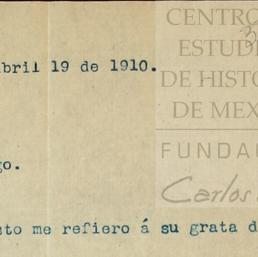 CENTRO
ESTUDI
bril 19 de 1910.
DE HISTO
DE MEX
FUNDA
go.
Carlos
sto me refiero á su grata d